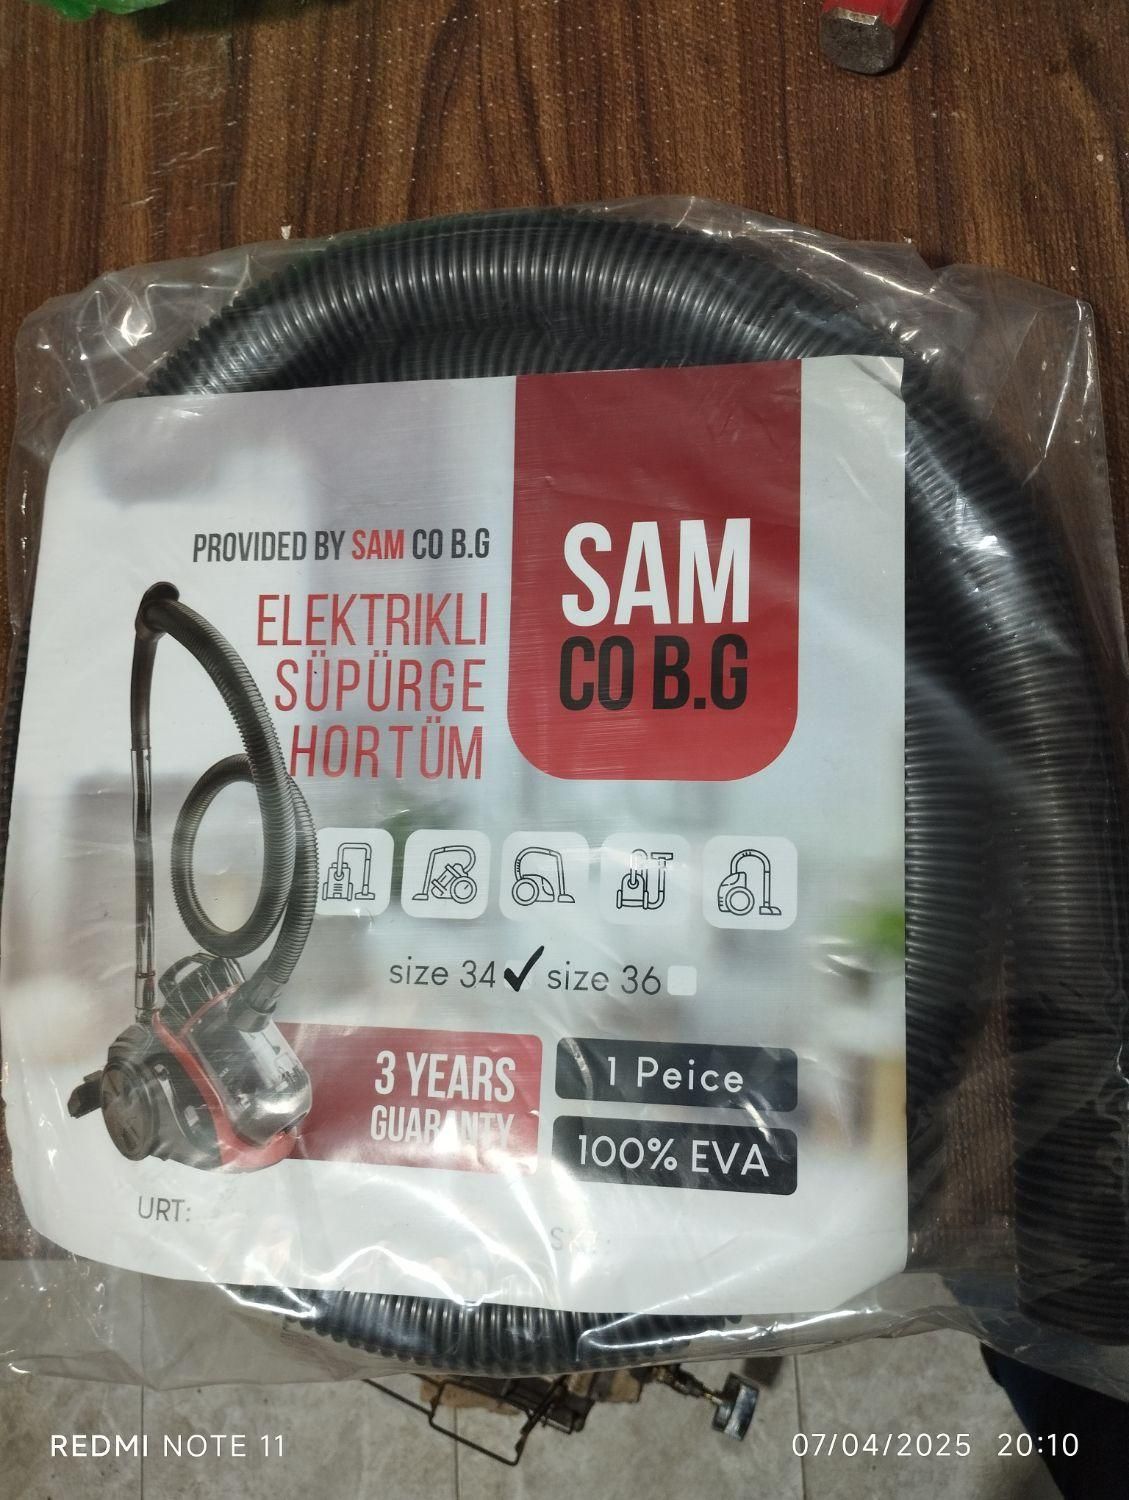 PROVIDED BY SAM CO B.G
SAM
CO B.G
ELEKTRIKLI
SÜPÜRGE
HORTÜM
size 34 size 36
3 YEARS
GUARANTY
1 Peice
100% EVA
URT:
REDMI NOTE 11
07/04/2025 20:10